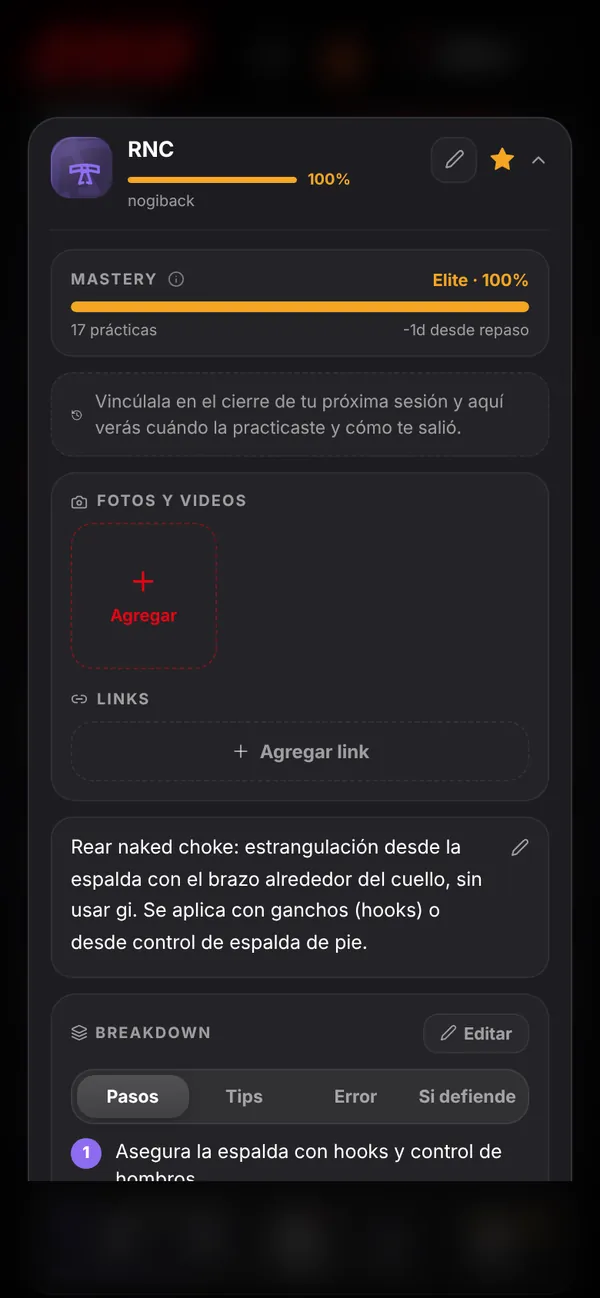 RNC
100%
nogiback
MASTERY
Elite · 100%
17 prácticas
-1d desde repaso
Vincúlala en el cierre de tu próxima sesión y aquí
verás cuándo la practicaste y cómo te salió.
FOTOS Y VIDEOS
Agregar
LINKS
Agregar link
Rear naked choke: estrangulación desde la
espalda con el brazo alrededor del cuello, sin
usar gi. Se aplica con ganchos (hooks) o
desde control de espalda de pie.
BREAKDOWN
Editar
Pasos
Tips
Error
Si defiende
1
Asegura la espalda con hooks y control de
hombros